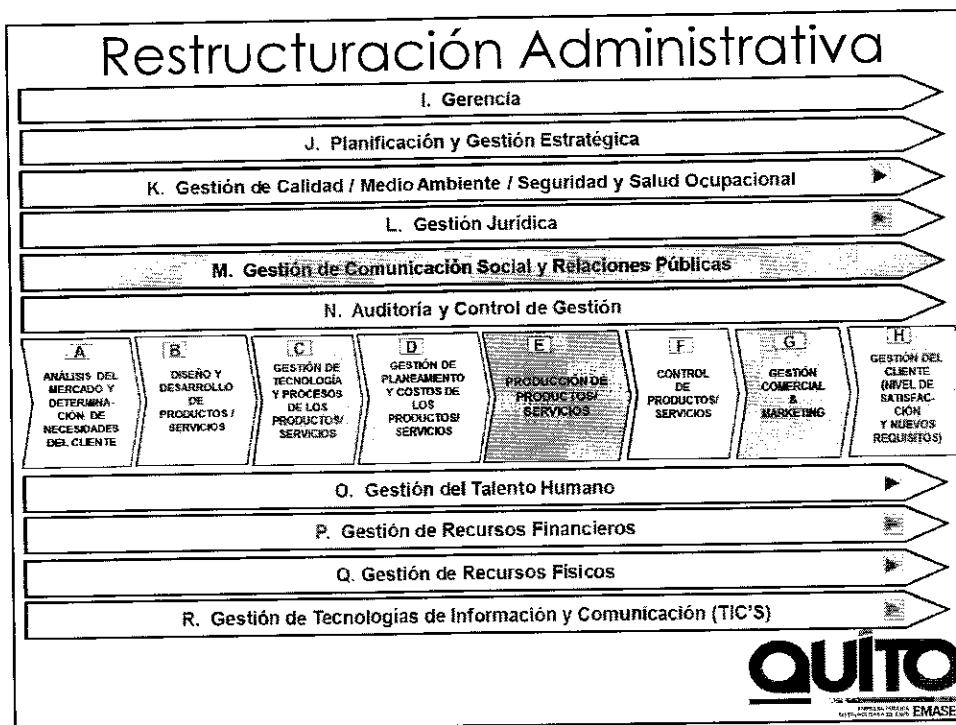 Restructuración Administrativa
I. Gerencia
J. Planificación y Gestión Estratégica
K. Gestión de Calidad / Medio Ambiente / Seguridad y Salud Ocupacional
L. Gestión Jurídica
M. Gestión de Comunicación Social y Relaciones Públicas
N. Auditoría y Control de Gestión
A
ANÁLISIS DEL
MERCADO Y
DETERMINA-
CIÓN DE
NECESIDADES
DEL CLIENTE
B
DISEÑO Y
DESARROLLO
DE
PRODUCTOS /
SERVICIOS
C
GESTIÓN DE
TECNOLOGÍA
Y PROCESOS
DE LOS
PRODUCTOS/
SERVICIOS
D
GESTIÓN DE
PLANEAMIENTO
Y COSTOS DE
LOS
PRODUCTOS/
SERVICIOS
E
PRODUCCIÓN DE
PRODUCTOS/
SERVICIOS
F
CONTROL
DE
PRODUCTOS/
SERVICIOS
G
GESTIÓN
COMERCIAL
&
MARKETING
H
GESTIÓN DEL
CLIENTE
(NIVEL DE
SATISFAC-
CIÓN
Y NUEVOS
REQUISITOS)
O. Gestión del Talento Humano
P. Gestión de Recursos Financieros
Q. Gestión de Recursos Físicos
R. Gestión de Tecnologías de Información y Comunicación (TIC'S)
QUITO
EMASE